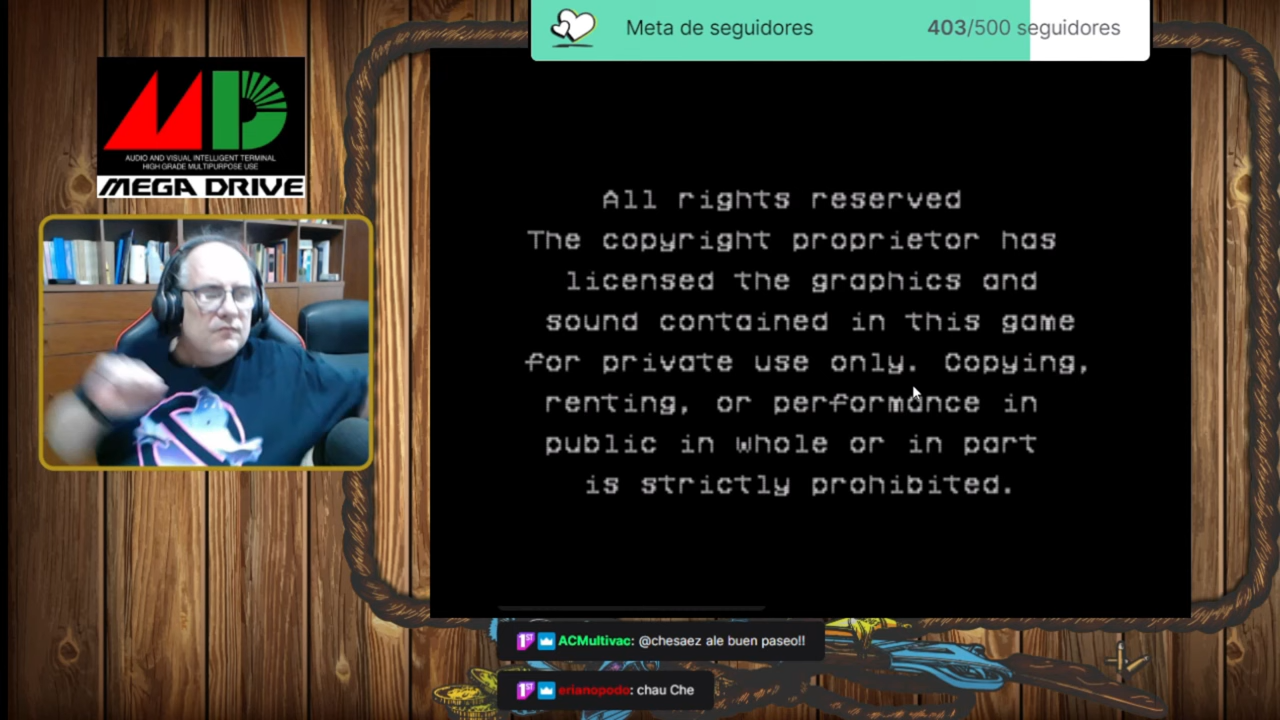 Meta de seguidores
403/500 seguidores
MD
AUDIO AND VISUAL INTELLIGENT TERMINAL
HIGH GRADE MULTIPURPOSE USE
MEGA DRIVE
All rights reserved
The copyright proprietor has
licensed the graphics and
sound contained in this game
for private use only. Copying,
renting, or performance in
public in whole or in part
is strictly prohibited.
1ST ACMultivac: @chesaez ale buen paseo!!
1ST erianopodo: chau Che